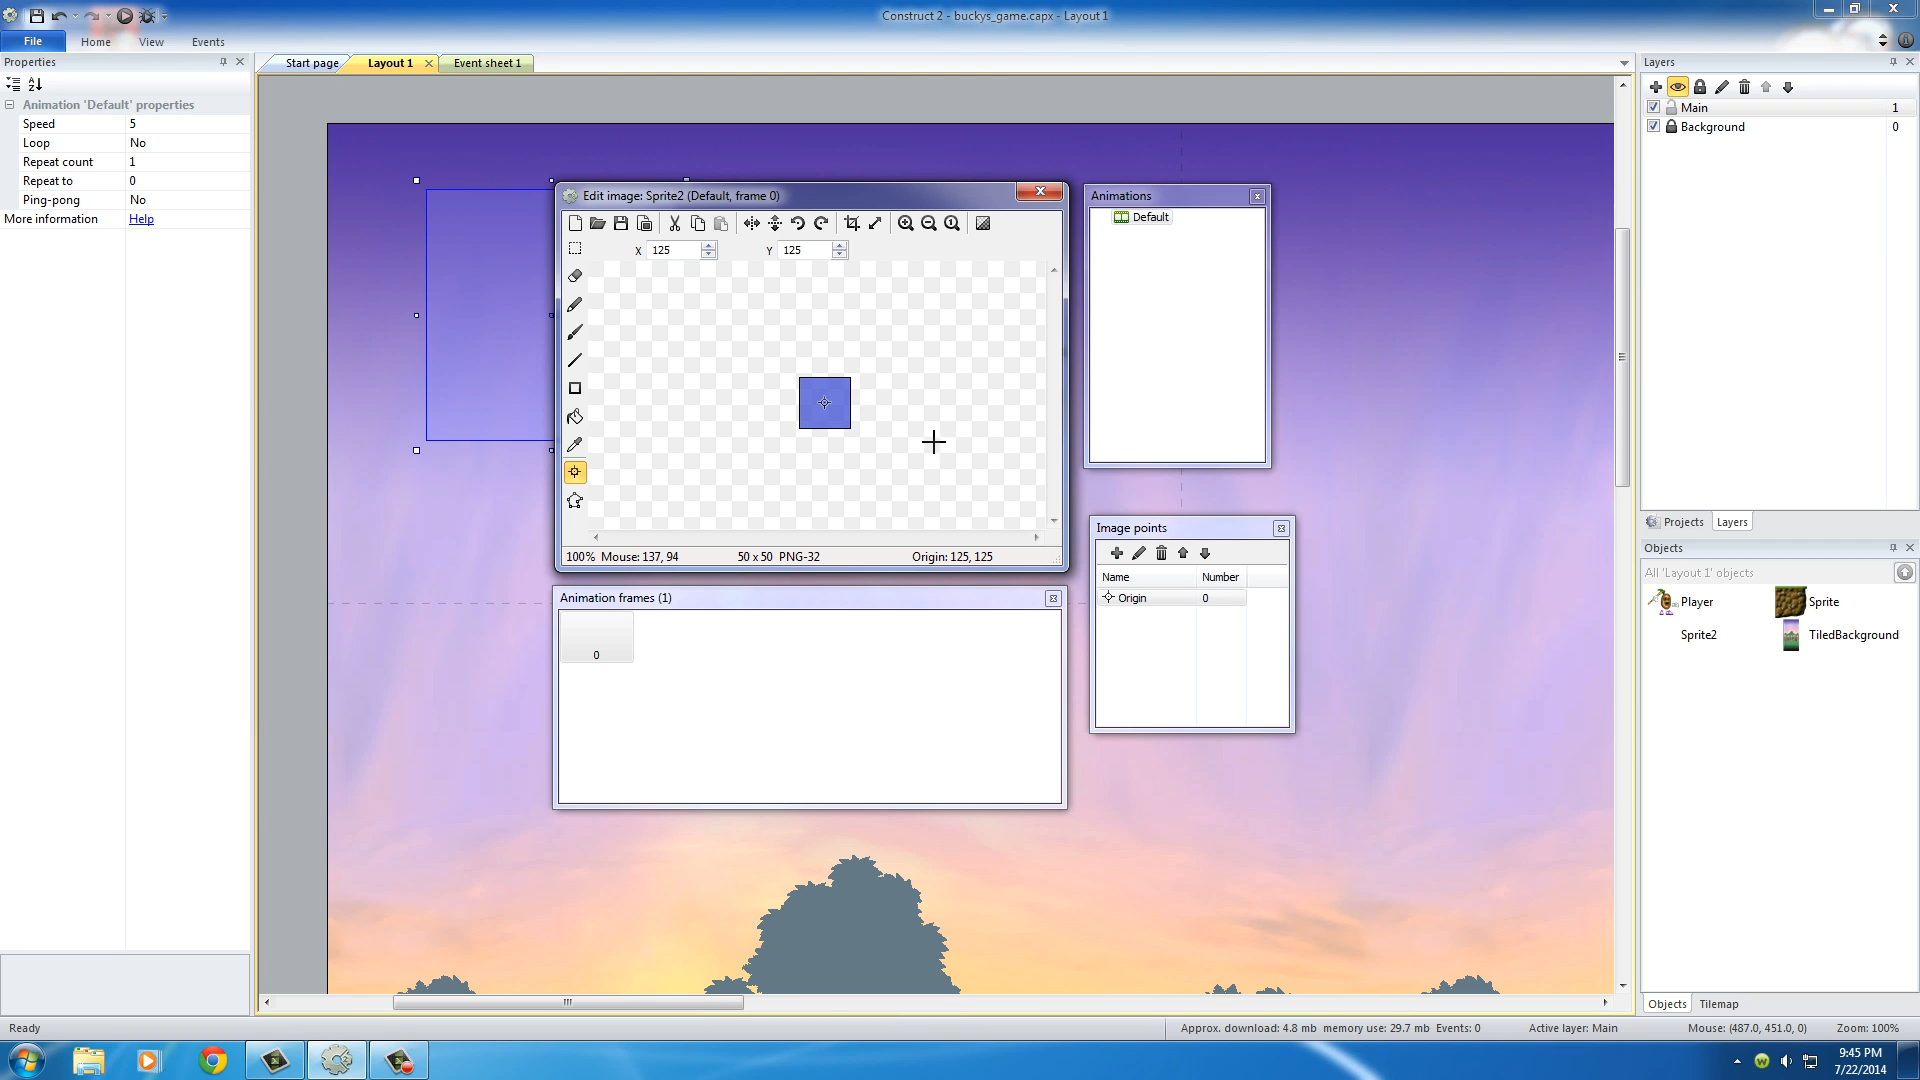 Construct 2 - buckys_game.capx - Layout 1
File
Home
View
Events
Properties
Animation 'Default' properties
Speed 5
Loop No
Repeat count 1
Repeat to 0
Ping-pong No
More information Help
Start page
Layout 1
Event sheet 1
Edit image: Sprite2 (Default, frame 0)
X 125
Y 125
100% Mouse: 137, 94
50 x 50 PNG-32
Origin: 125, 125
Animation frames (1)
0
Animations
Default
Image points
Name Number
Origin 0
Layers
Main 1
Background 0
Projects
Layers
Objects
All 'Layout 1' objects
Player
Sprite
Sprite2
TiledBackground
Objects
Tilemap
Ready
Approx. download: 4.8 mb memory use: 29.7 mb Events: 0
Active layer: Main
Mouse: (487.0, 451.0, 0)
Zoom: 100%
9:45 PM
7/22/2014